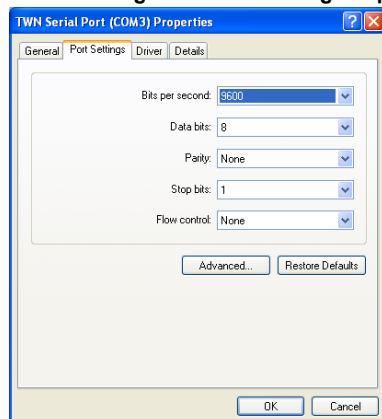 TWN Serial Port (COM3) Properties
General Port Settings Driver Details
Bits per second: 9600
Data bits: 8
Parity: None
Stop bits: 1
Flow control: None
Advanced... Restore Defaults
OK Cancel